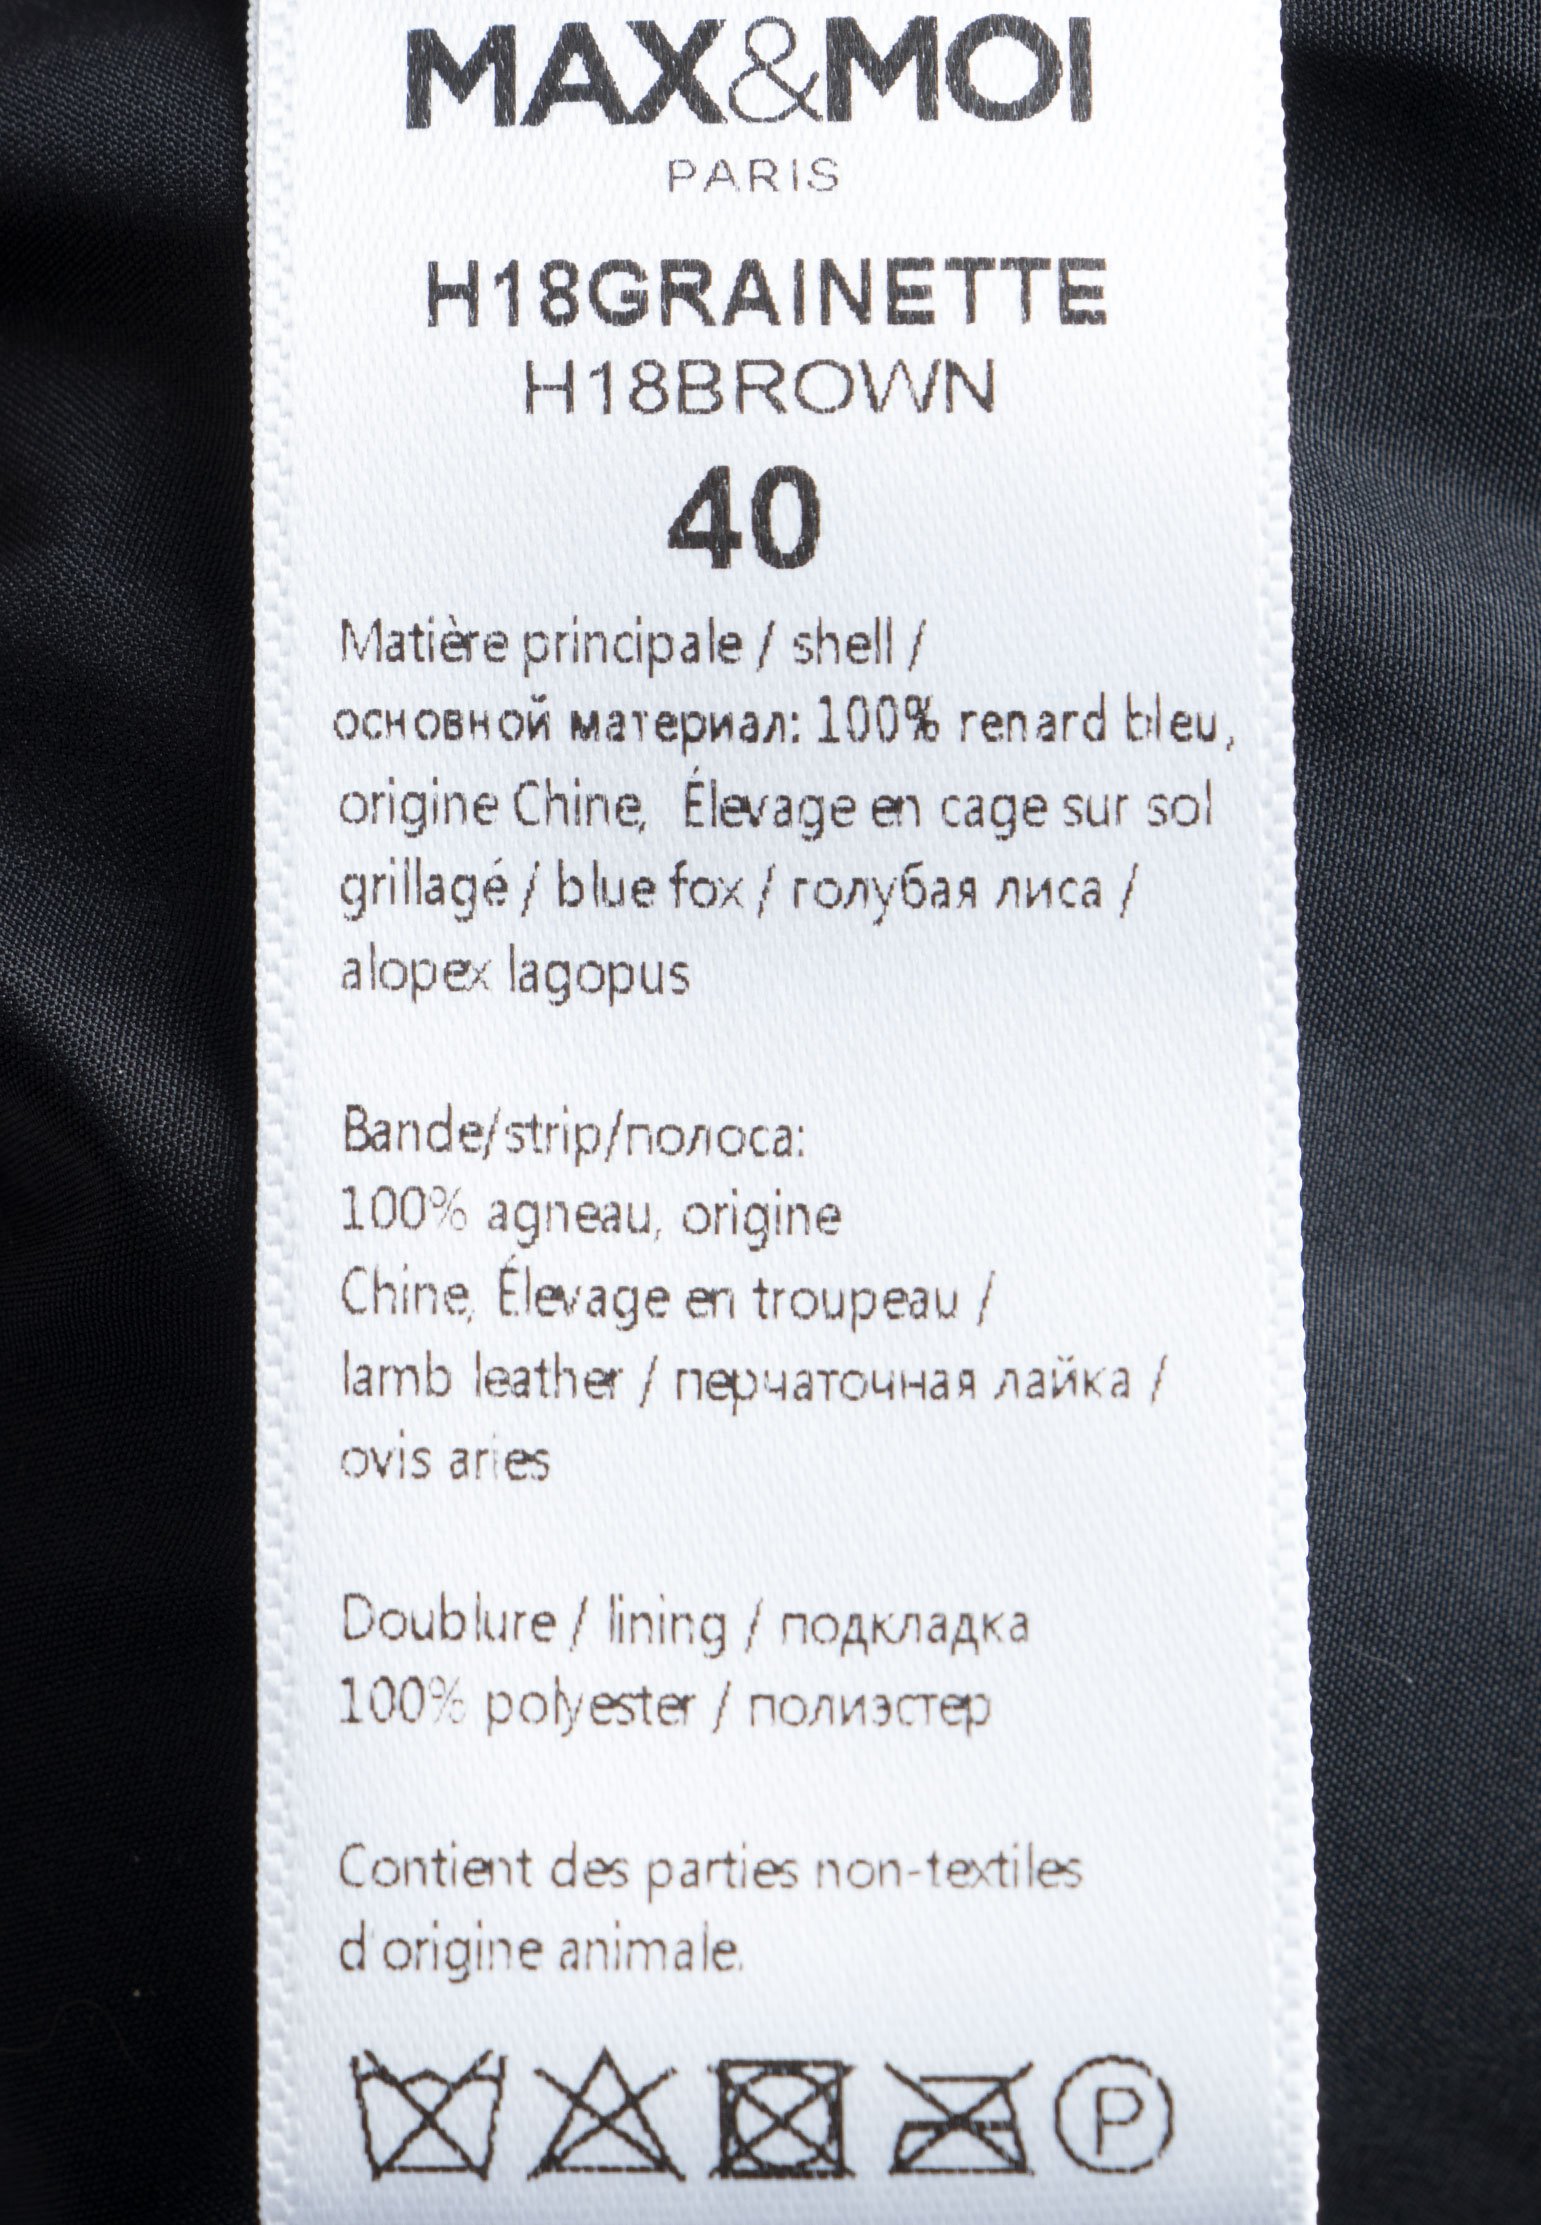 MAX&MOI
PARIS
H18GRAINETTE
H18BROWN
40
Matière principale / shell /
основной материал: 100% renard bleu,
origine Chine, Élevage en cage sur sol
grillagé / blue fox / голубая лиса /
alopex lagopus
Bande/strip/полоса:
100% agneau, origine
Chine, Élevage en troupeau /
lamb leather / перчаточная лайка /
ovis aries
Doublure / lining / подкладка
100% polyester / полиэстер
Contient des parties non-textiles
d'origine animale.
P